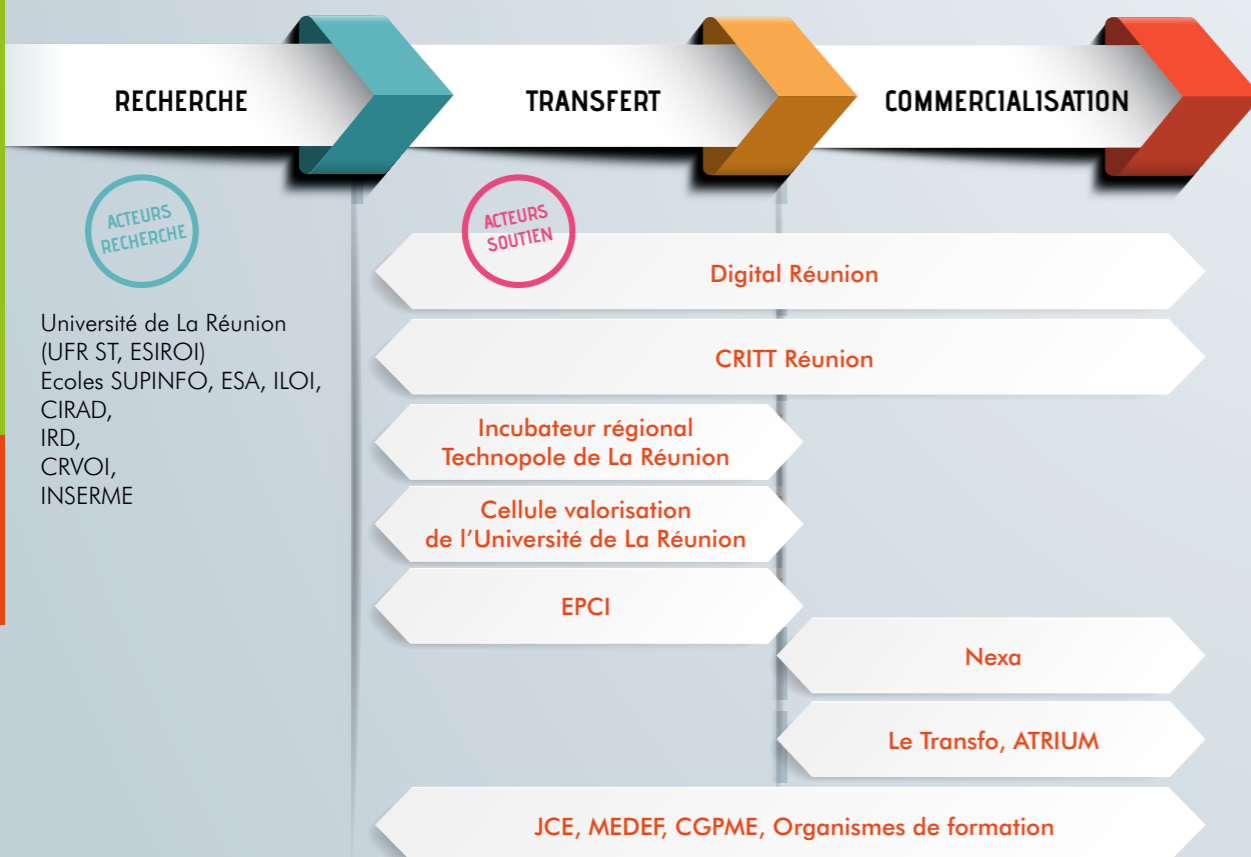 RECHERCHE
TRANSFERT
COMMERCIALISATION
ACTEURS
RECHERCHE
Université de La Réunion
(UFR ST, ESIROI)
Ecoles SUPINFO, ESA, ILOI,
CIRAD,
IRD,
CRVOI,
INSERME
ACTEURS
SOUTIEN
Digital Réunion
CRITT Réunion
Incubateur régional
Technopole de La Réunion
Cellule valorisation
de l'Université de La Réunion
EPCI
Nexa
Le Transfo, ATRIUM
JCE, MEDEF, CGPME, Organismes de formation